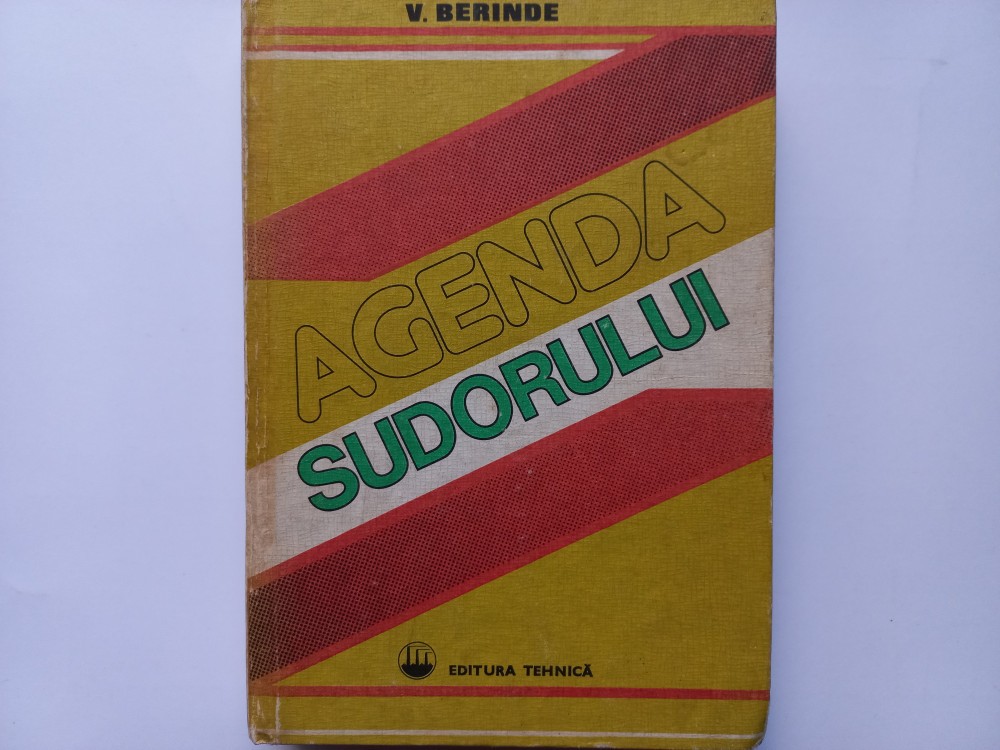 V. BERINDE
AGENDA
SUDORULUI
EDITURA TEHNICĂ